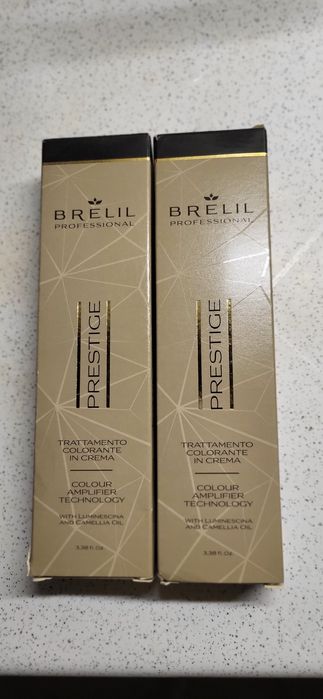 BRELIL
PROFESSIONAL
PRESTIGE
TRATTAMENTO
COLORANTE
IN CREMA
COLOUR
AMPLIFIER
TECHNOLOGY
WITH LUMINESCINA
AND CAMELLIA OIL
3,38 fl. Oz.
BRELIL
PROFESSIONAL
PRESTIGE
TRATTAMENTO
COLORANTE
IN CREMA
COLOUR
AMPLIFIER
TECHNOLOGY
WITH LUMINESCINA
AND CAMELLIA OIL
3,38 fl. Oz.